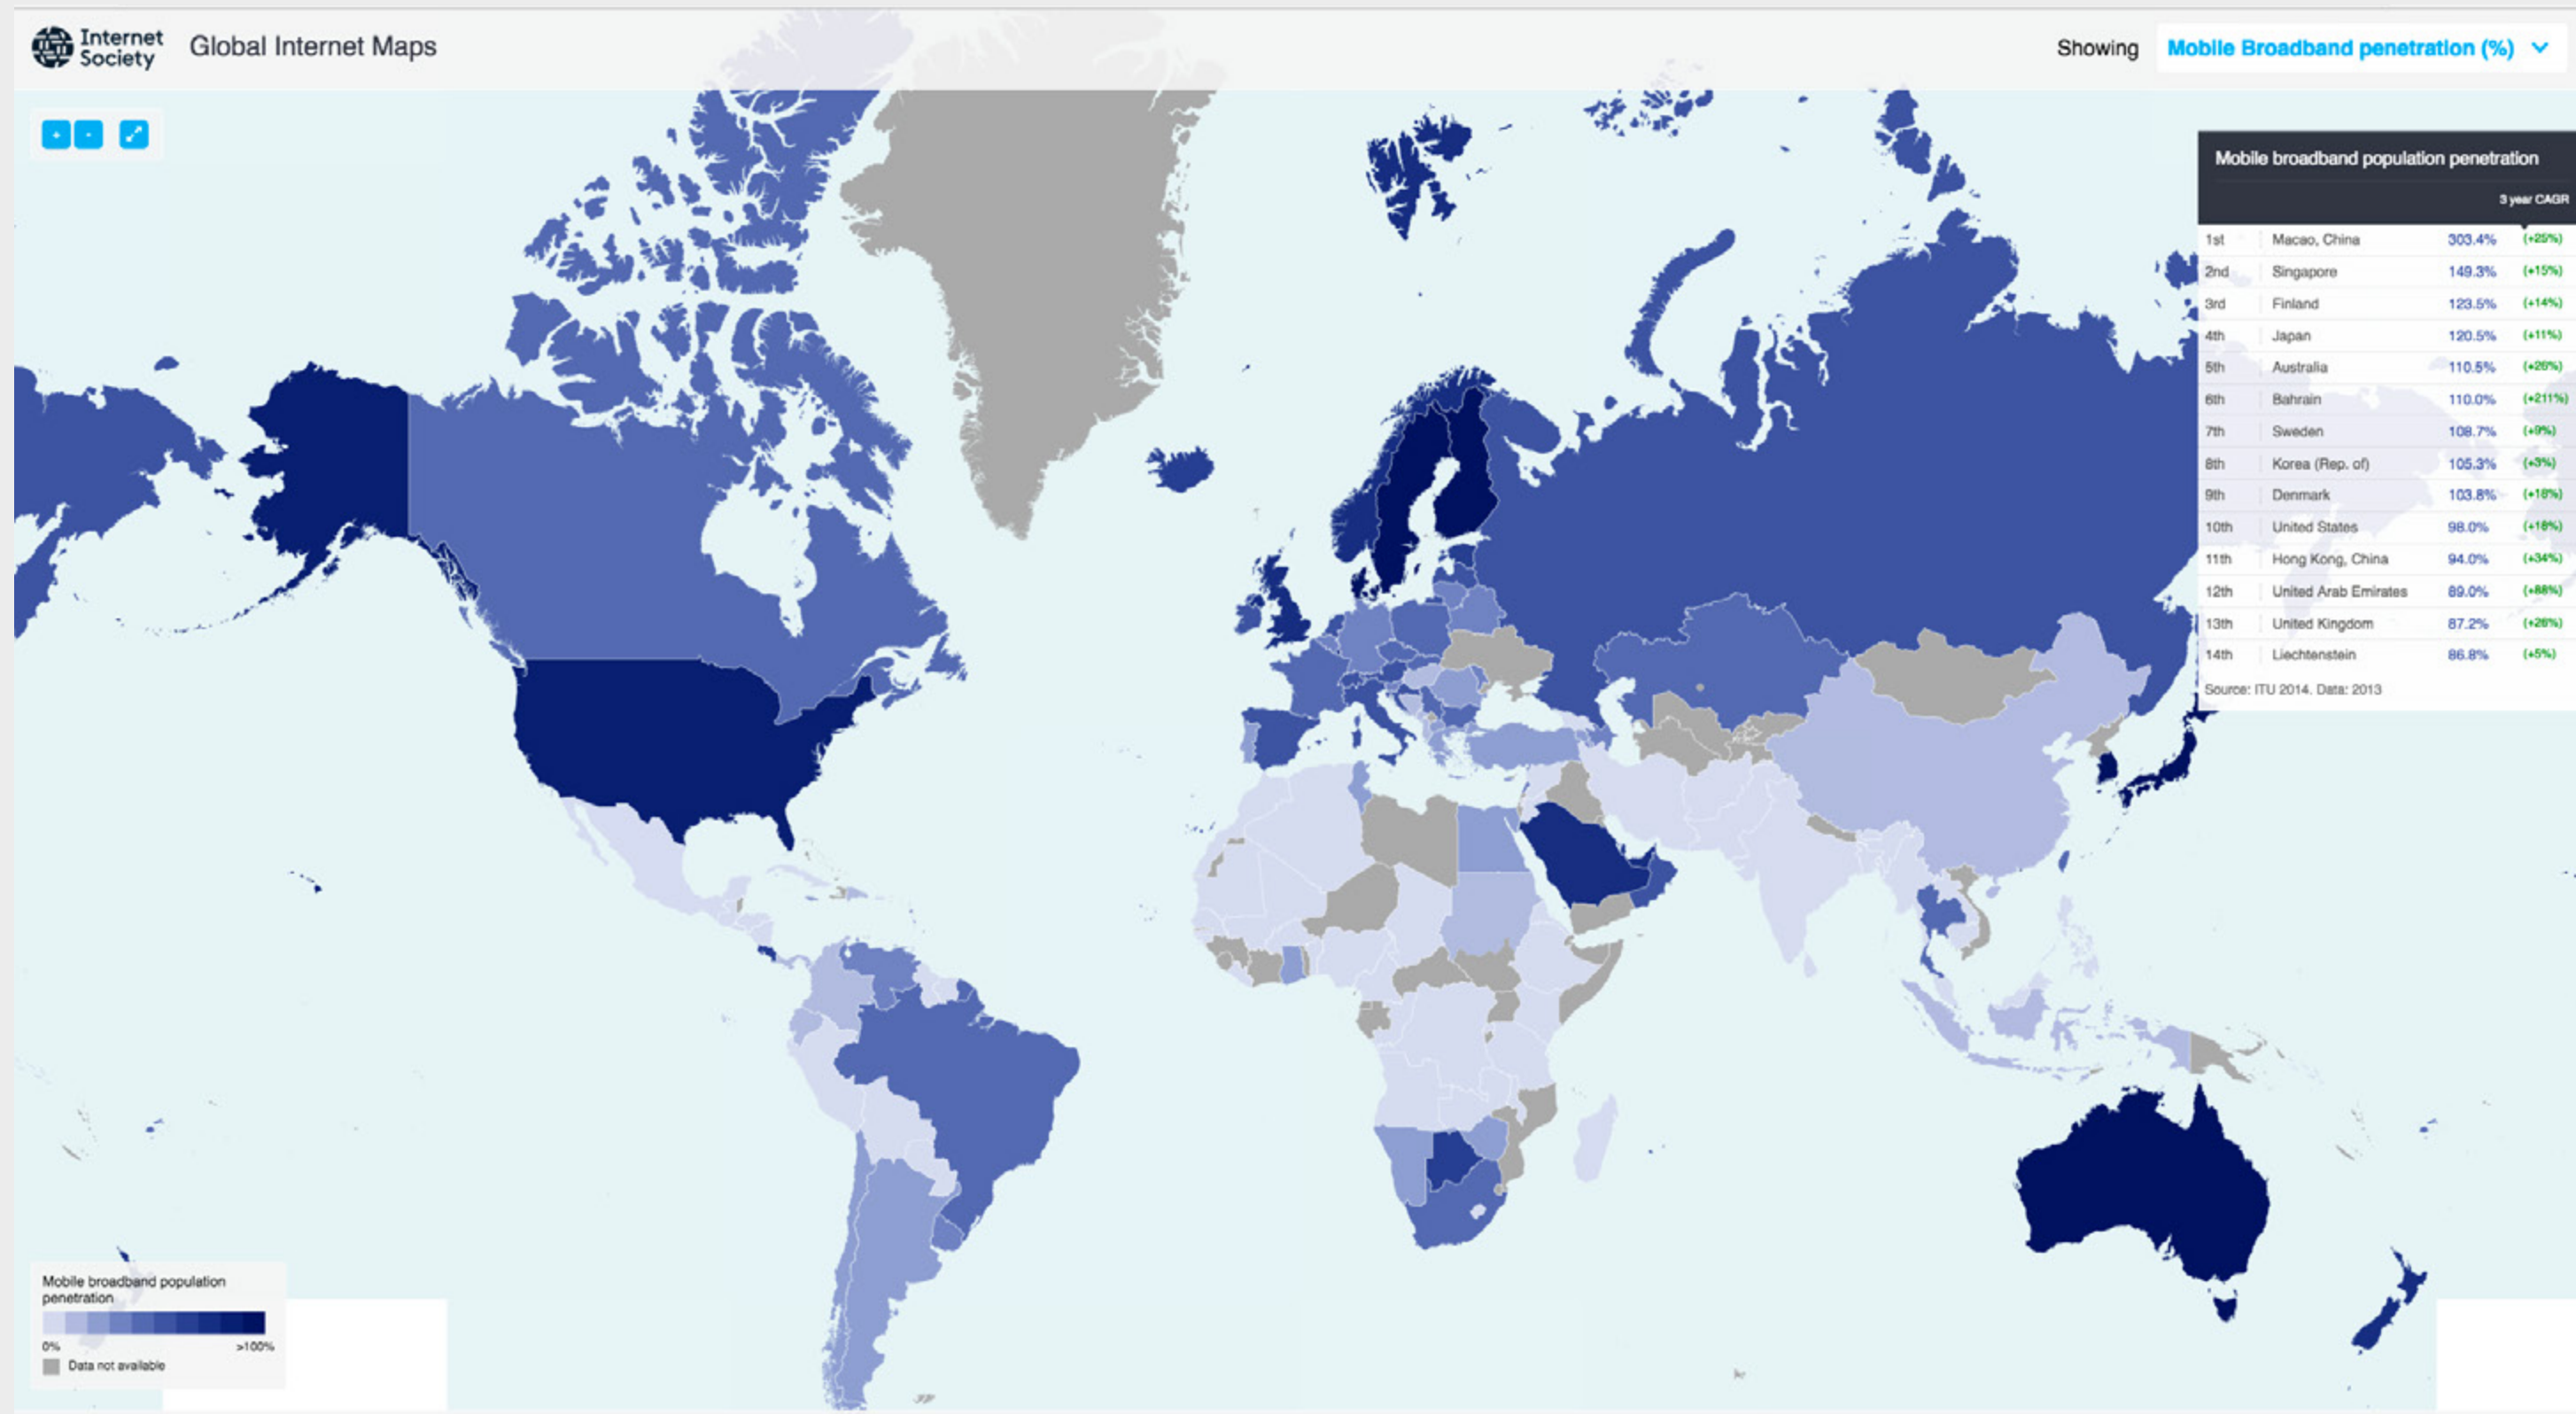 Internet
Society
Global Internet Maps
Showing
Mobile Broadband penetration (%)
+ -
Mobile broadband population penetration
3 year CAGR
1st Macao, China 303.4% (+25%)
2nd Singapore 149.3% (+15%)
3rd Finland 123.5% (+14%)
4th Japan 120.5% (+11%)
5th Australia 110.5% (+26%)
6th Bahrain 110.0% (+211%)
7th Sweden 108.7% (+9%)
8th Korea (Rep. of) 105.3% (+3%)
9th Denmark 103.8% (+18%)
10th United States 98.0% (+18%)
11th Hong Kong, China 94.0% (+34%)
12th United Arab Emirates 89.0% (+88%)
13th United Kingdom 87.2% (+26%)
14th Liechtenstein 86.8% (+5%)
Source: ITU 2014. Data: 2013
Mobile broadband population
penetration
0% >100%
Data not available